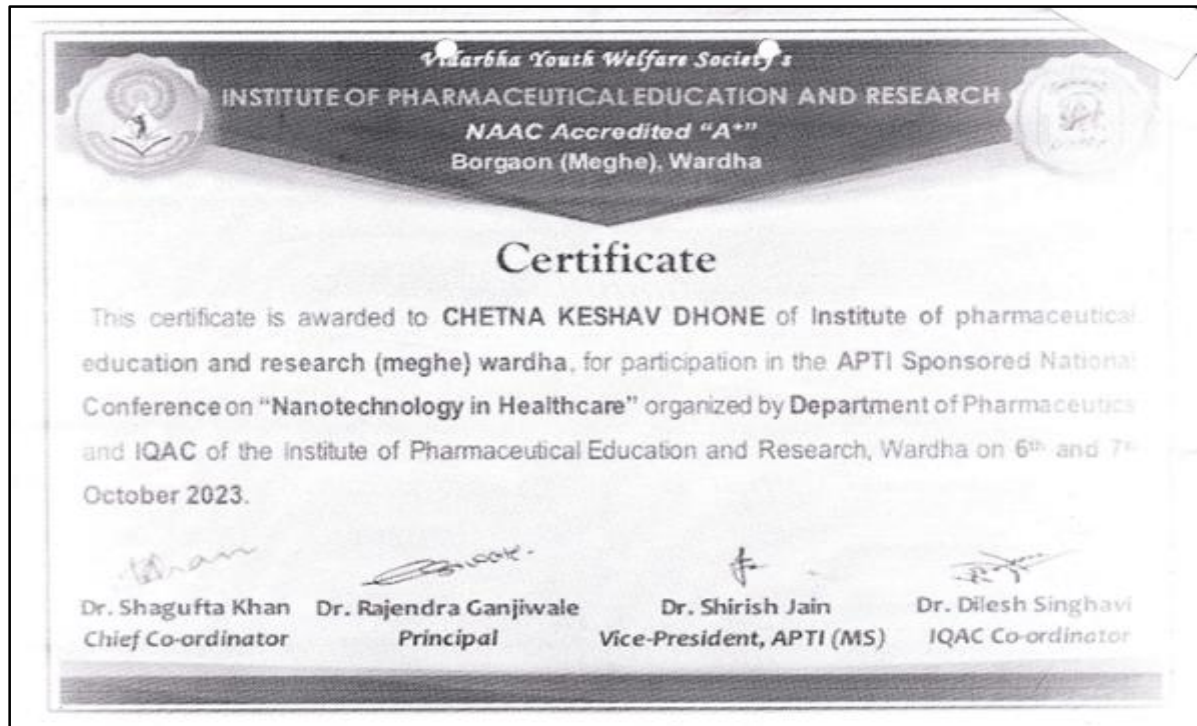 Vidarbha Youth Welfare Society's
INSTITUTE OF PHARMACEUTICAL EDUCATION AND RESEARCH
NAAC Accredited "A+"
Borgaon (Meghe), Wardha
Certificate
This certificate is awarded to CHETNA KESHAV DHONE of Institute of pharmaceutical
education and research (meghe) wardha, for participation in the APTI Sponsored National
Conference on "Nanotechnology in Healthcare" organized by Department of Pharmaceutics
and IQAC of the Institute of Pharmaceutical Education and Research, Wardha on 6th and 7th
October 2023.
Dr. Shagufta Khan Dr. Rajendra Ganjiwale Dr. Shirish Jain Dr. Dilesh Singhavi
Chief Co-ordinator Principal Vice-President, APTI (MS) IQAC Co-ordinator